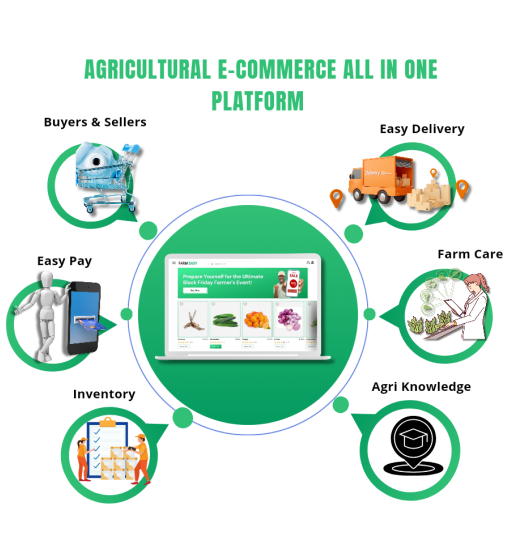 AGRICULTURAL E-COMMERCE ALL IN ONE
PLATFORM
Buyers & Sellers
Easy Delivery
Easy Pay
Farm Care
Prepare Yourself for the Ultimate
Black Friday Farmer's Event!
SALE
Inventory
Agri Knowledge